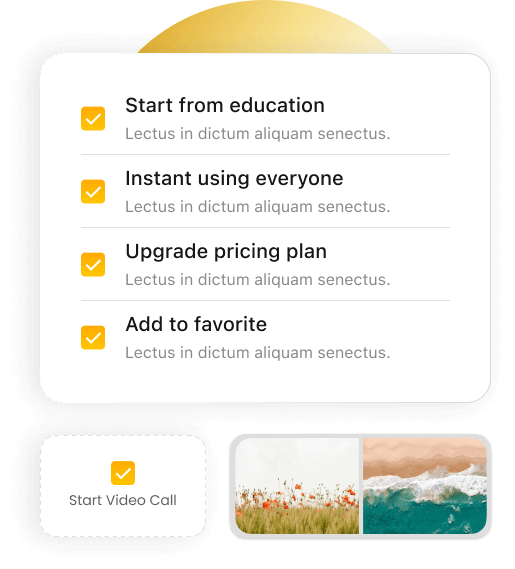 Start from education
Lectus in dictum aliquam senectus.
Instant using everyone
Lectus in dictum aliquam senectus.
Upgrade pricing plan
Lectus in dictum aliquam senectus.
Add to favorite
Lectus in dictum aliquam senectus.
Start Video Call